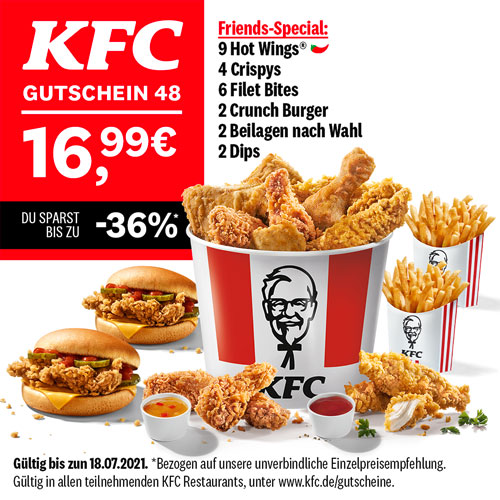 KFC
GUTSCHEIN 48
16,99€
DU SPARST
BIS ZU
-36%*
Friends-Special:
9 Hot Wings®
4 Crispys
6 Filet Bites
2 Crunch Burger
2 Beilagen nach Wahl
2 Dips
KFC
KFC
KFC
Gültig bis zun 18.07.2021. *Bezogen auf unsere unverbindliche Einzelpreisempfehlung.
Gültig in allen teilnehmenden KFC Restaurants, unter www.kfc.de/gutscheine.